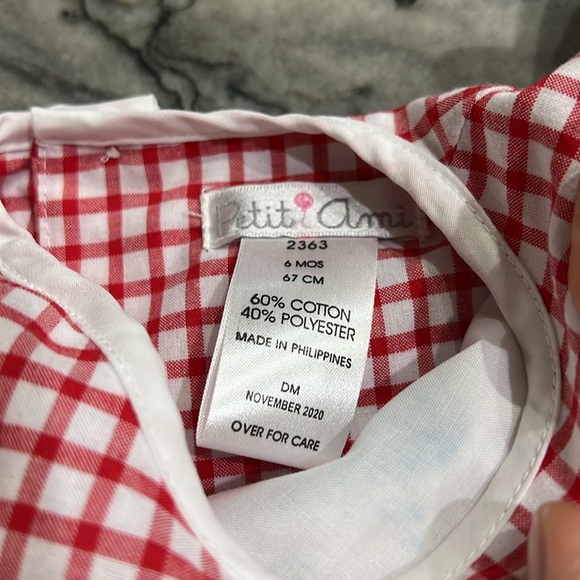 Petit Ami
2363
6 MOS
67 CM
60% COTTON
40% POLYESTER
MADE IN PHILIPPINES
DM
NOVEMBER 2020
OVER FOR CARE